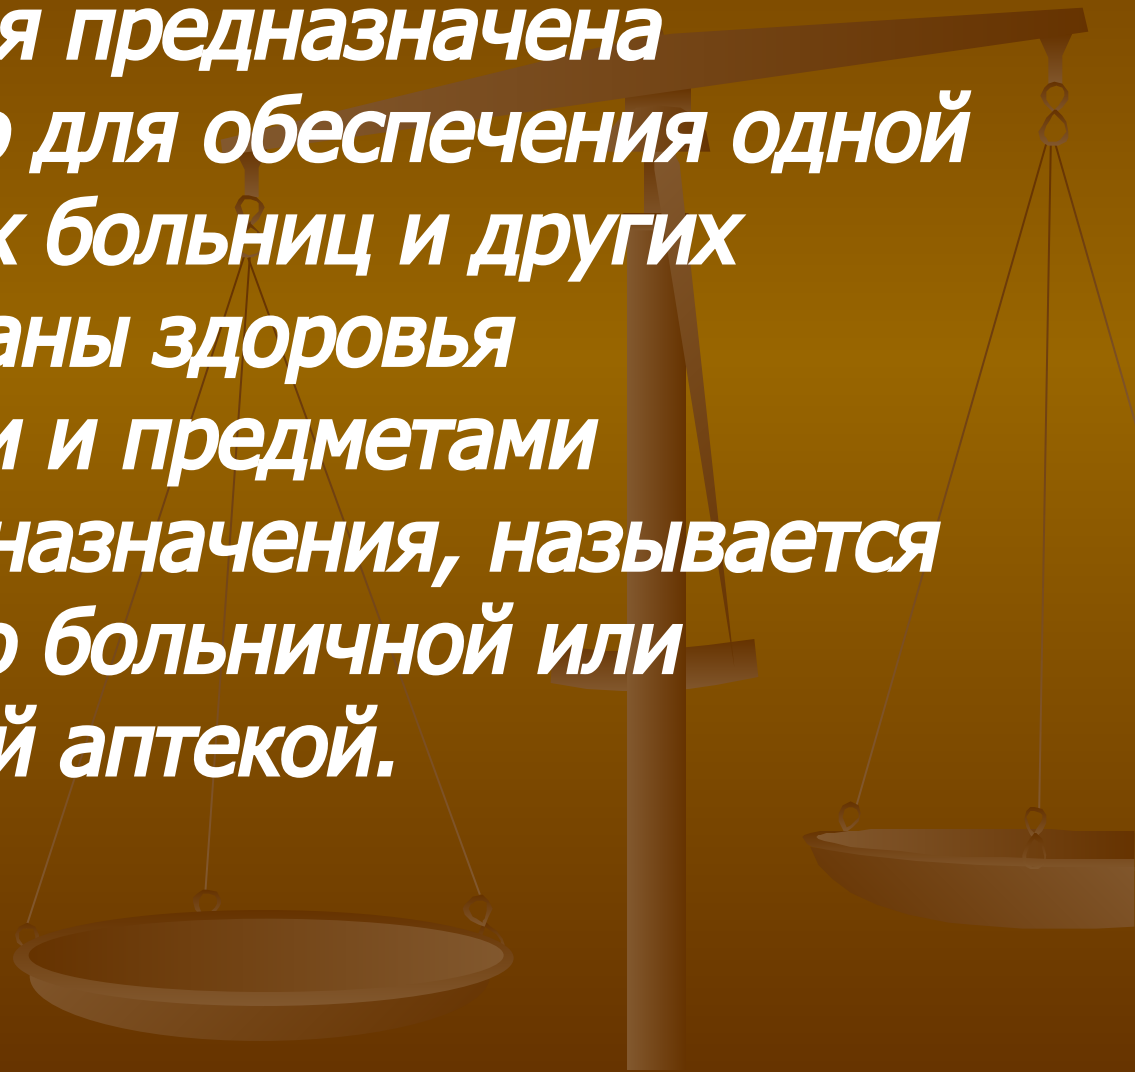 я предназначена
о для обеспечения одной
х больниц и других
аны здоровья
и и предметами
назначения, называется
о больничной или
й аптекой.